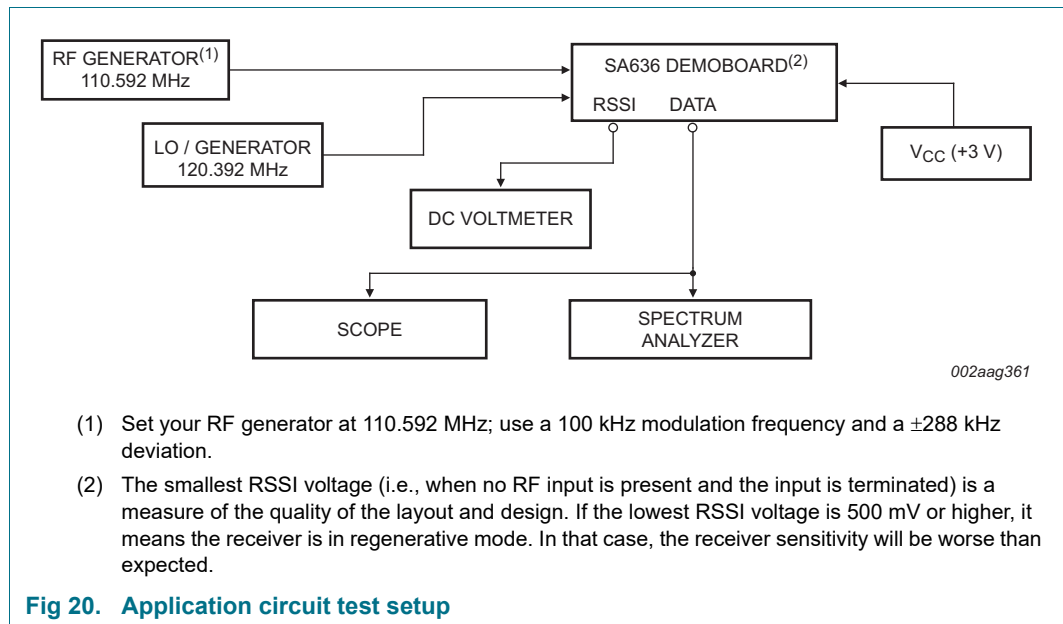 RF GENERATOR(1)
110.592 MHz
SA636 DEMOBOARD(2)
RSSI DATA
LO / GENERATOR
120.392 MHz
VCC (+3 V)
DC VOLTMETER
SCOPE
SPECTRUM
ANALYZER
002aag361
(1) Set your RF generator at 110.592 MHz; use a 100 kHz modulation frequency and a ±288 kHz
deviation.
(2) The smallest RSSI voltage (i.e., when no RF input is present and the input is terminated) is a
measure of the quality of the layout and design. If the lowest RSSI voltage is 500 mV or higher, it
means the receiver is in regenerative mode. In that case, the receiver sensitivity will be worse than
expected.
Fig 20. Application circuit test setup